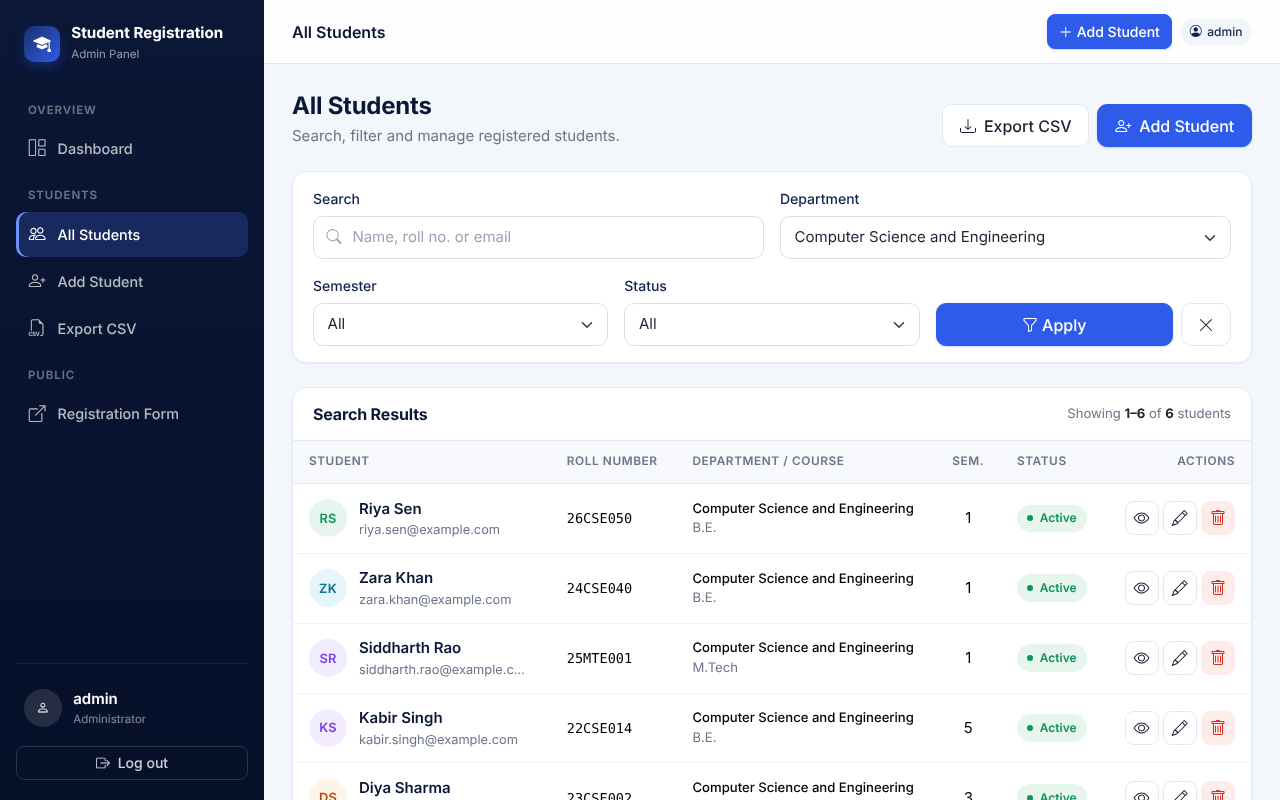 Student Registration
Admin Panel
OVERVIEW
Dashboard
STUDENTS
All Students
Add Student
Export CSV
PUBLIC
Registration Form
admin
Administrator
Log out
All Students
Add Student
admin
All Students
Search, filter and manage registered students.
Export CSV
Add Student
Search
Department
Name, roll no. or email
Computer Science and Engineering
Semester
Status
All
All
Apply
Search Results
Showing 1–6 of 6 students
STUDENT ROLL NUMBER DEPARTMENT / COURSE SEM. STATUS ACTIONS
RS Riya Sen 26CSE050 Computer Science and Engineering 1 Active
riya.sen@example.com B.E.
ZK Zara Khan 24CSE040 Computer Science and Engineering 1 Active
zara.khan@example.com B.E.
SR Siddharth Rao 25MTE001 Computer Science and Engineering 1 Active
siddharth.rao@example.c... M.Tech
KS Kabir Singh 22CSE014 Computer Science and Engineering 5 Active
kabir.singh@example.com B.E.
DS Diya Sharma 23CSE002 Computer Science and Engineering 3 Active